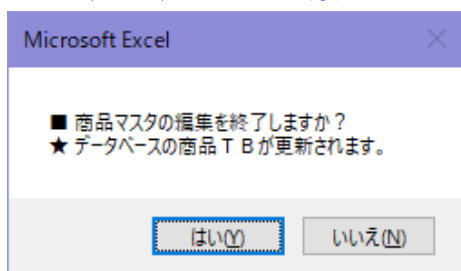 Microsoft Excel
■ 商品マスタの編集を終了しますか？
★ データベースの商品ＴＢが更新されます。
はい(Y)
いいえ(N)